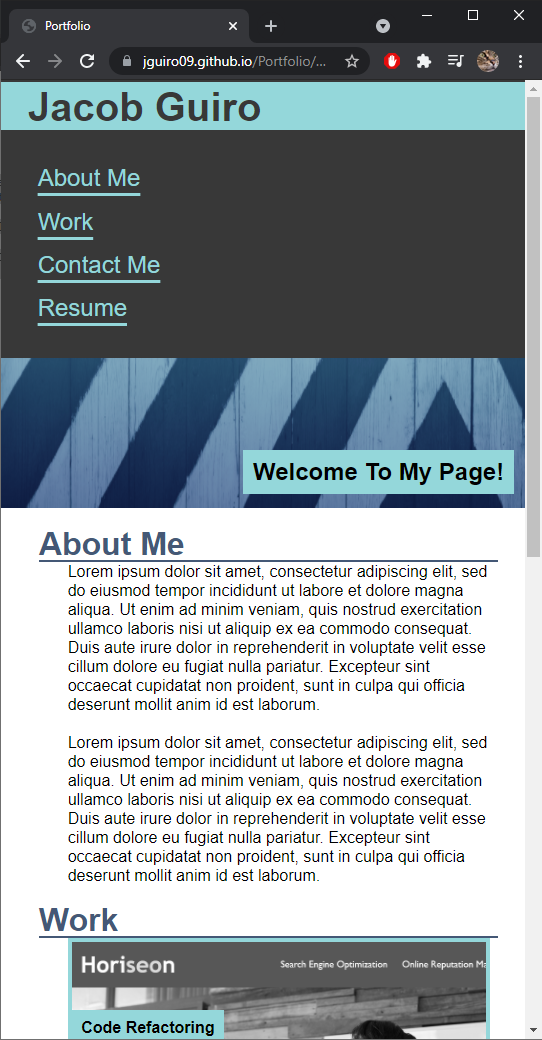 Portfolio
jguiro09.github.io/Portfolio/...
Jacob Guiro
About Me
Work
Contact Me
Resume
Welcome To My Page!
About Me
Lorem ipsum dolor sit amet, consectetur adipiscing elit, sed
do eiusmod tempor incididunt ut labore et dolore magna
aliqua. Ut enim ad minim veniam, quis nostrud exercitation
ullamco laboris nisi ut aliquip ex ea commodo consequat.
Duis aute irure dolor in reprehenderit in voluptate velit esse
cillum dolore eu fugiat nulla pariatur. Excepteur sint
occaecat cupidatat non proident, sunt in culpa qui officia
deserunt mollit anim id est laborum.
Lorem ipsum dolor sit amet, consectetur adipiscing elit, sed
do eiusmod tempor incididunt ut labore et dolore magna
aliqua. Ut enim ad minim veniam, quis nostrud exercitation
ullamco laboris nisi ut aliquip ex ea commodo consequat.
Duis aute irure dolor in reprehenderit in voluptate velit esse
cillum dolore eu fugiat nulla pariatur. Excepteur sint
occaecat cupidatat non proident, sunt in culpa qui officia
deserunt mollit anim id est laborum.
Work
Horiseon Search Engine Optimization Online Reputation Ma
Code Refactoring